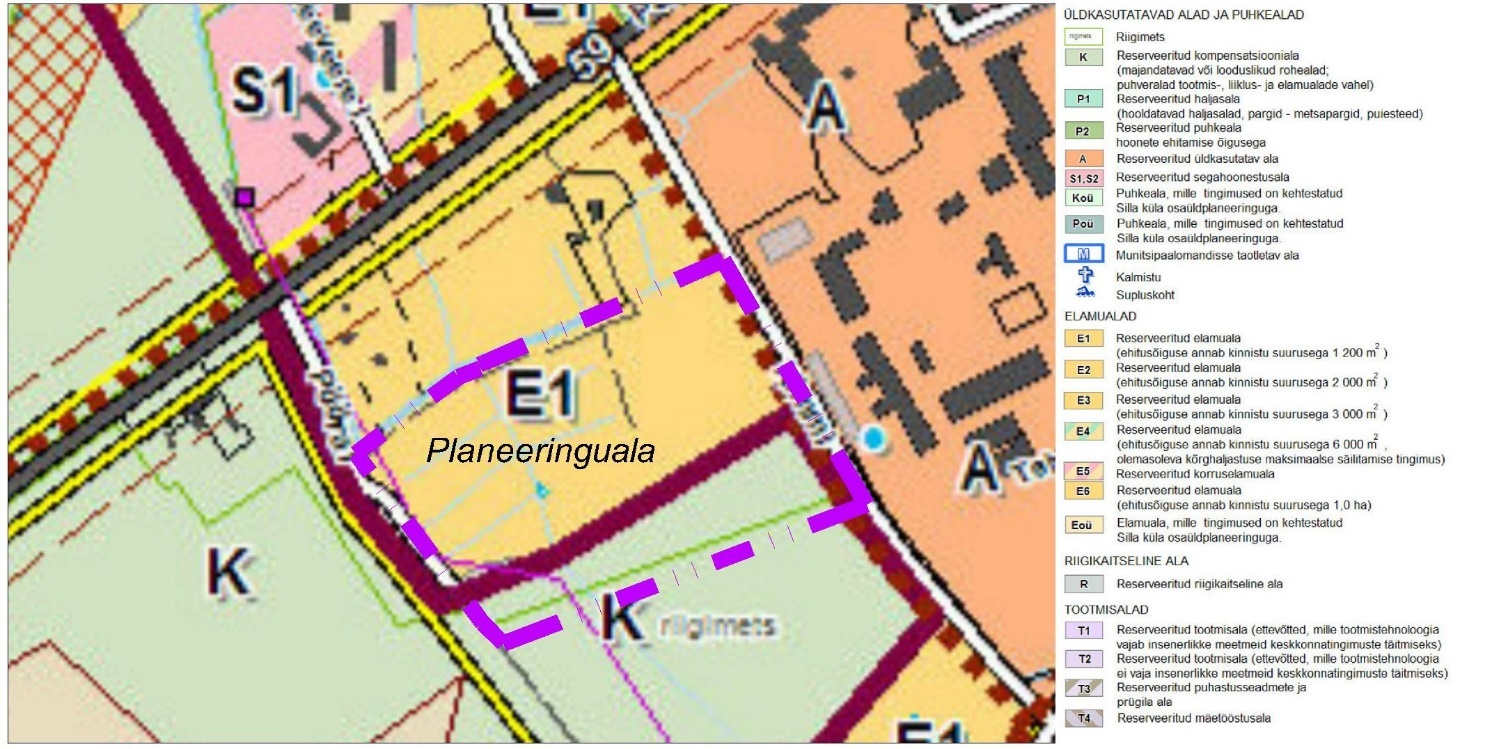 E1
S1
59
A
E1
Planeeringuala
A
K
K riigimets
E1
ÜLDKASUTATAVAD ALAD JA PUHKEALAD
riigimets Riigimets
K Reserveeritud kompensatsiooniala
(majandatavad või looduslikud rohealad;
puhveralad tootmis-, liiklus- ja elamualade vahel)
P1 Reserveeritud haljasala
(hooldatavad haljasalad, pargid - metsapargid, puiesteed)
P2 Reserveeritud puhkeala
hoonete ehitamise õigusega
A Reserveeritud üldkasutatav ala
S1,S2 Reserveeritud segahoonestusala
Koü Puhkeala, mille tingimused on kehtestatud
Silla küla osaüldplaneeringuga.
Poü Puhkeala, mille tingimused on kehtestatud
Silla küla osaüldplaneeringuga.
M Munitsipaalomandisse taotletav ala
Kalmistu
Supluskoht
ELAMUALAD
E1 Reserveeritud elamuala
(ehitusõiguse annab kinnistu suurusega 1 200 m²)
E2 Reserveeritud elamuala
(ehitusõiguse annab kinnistu suurusega 2 000 m²)
E3 Reserveeritud elamuala
(ehitusõiguse annab kinnistu suurusega 3 000 m²)
E4 Reserveeritud elamuala
(ehitusõiguse annab kinnistu suurusega 6 000 m²,
olemasoleva kõrghaljastuse maksimaalse säilitamise tingimus)
E5 Reserveeritud korruselamuala
E6 Reserveeritud elamuala
(ehitusõiguse annab kinnistu suurusega 1,0 ha)
Eoü Elamuala, mille tingimused on kehtestatud
Silla küla osaüldplaneeringuga.
RIIGIKAITSELINE ALA
R Reserveeritud riigikaitseline ala
TOOTMISALAD
T1 Reserveeritud tootmisala (ettevõtted, mille tootmistehnoloogia
vajab insenerlikke meetmeid keskkonnatingimuste täitmiseks)
T2 Reserveeritud tootmisala (ettevõtted, mille tootmistehnoloogia
ei vaja insenerlikke meetmeid keskkonnatingimuste täitmiseks)
T3 Reserveeritud puhastusseadmete ja
prügila ala
T4 Reserveeritud mäetööstusala